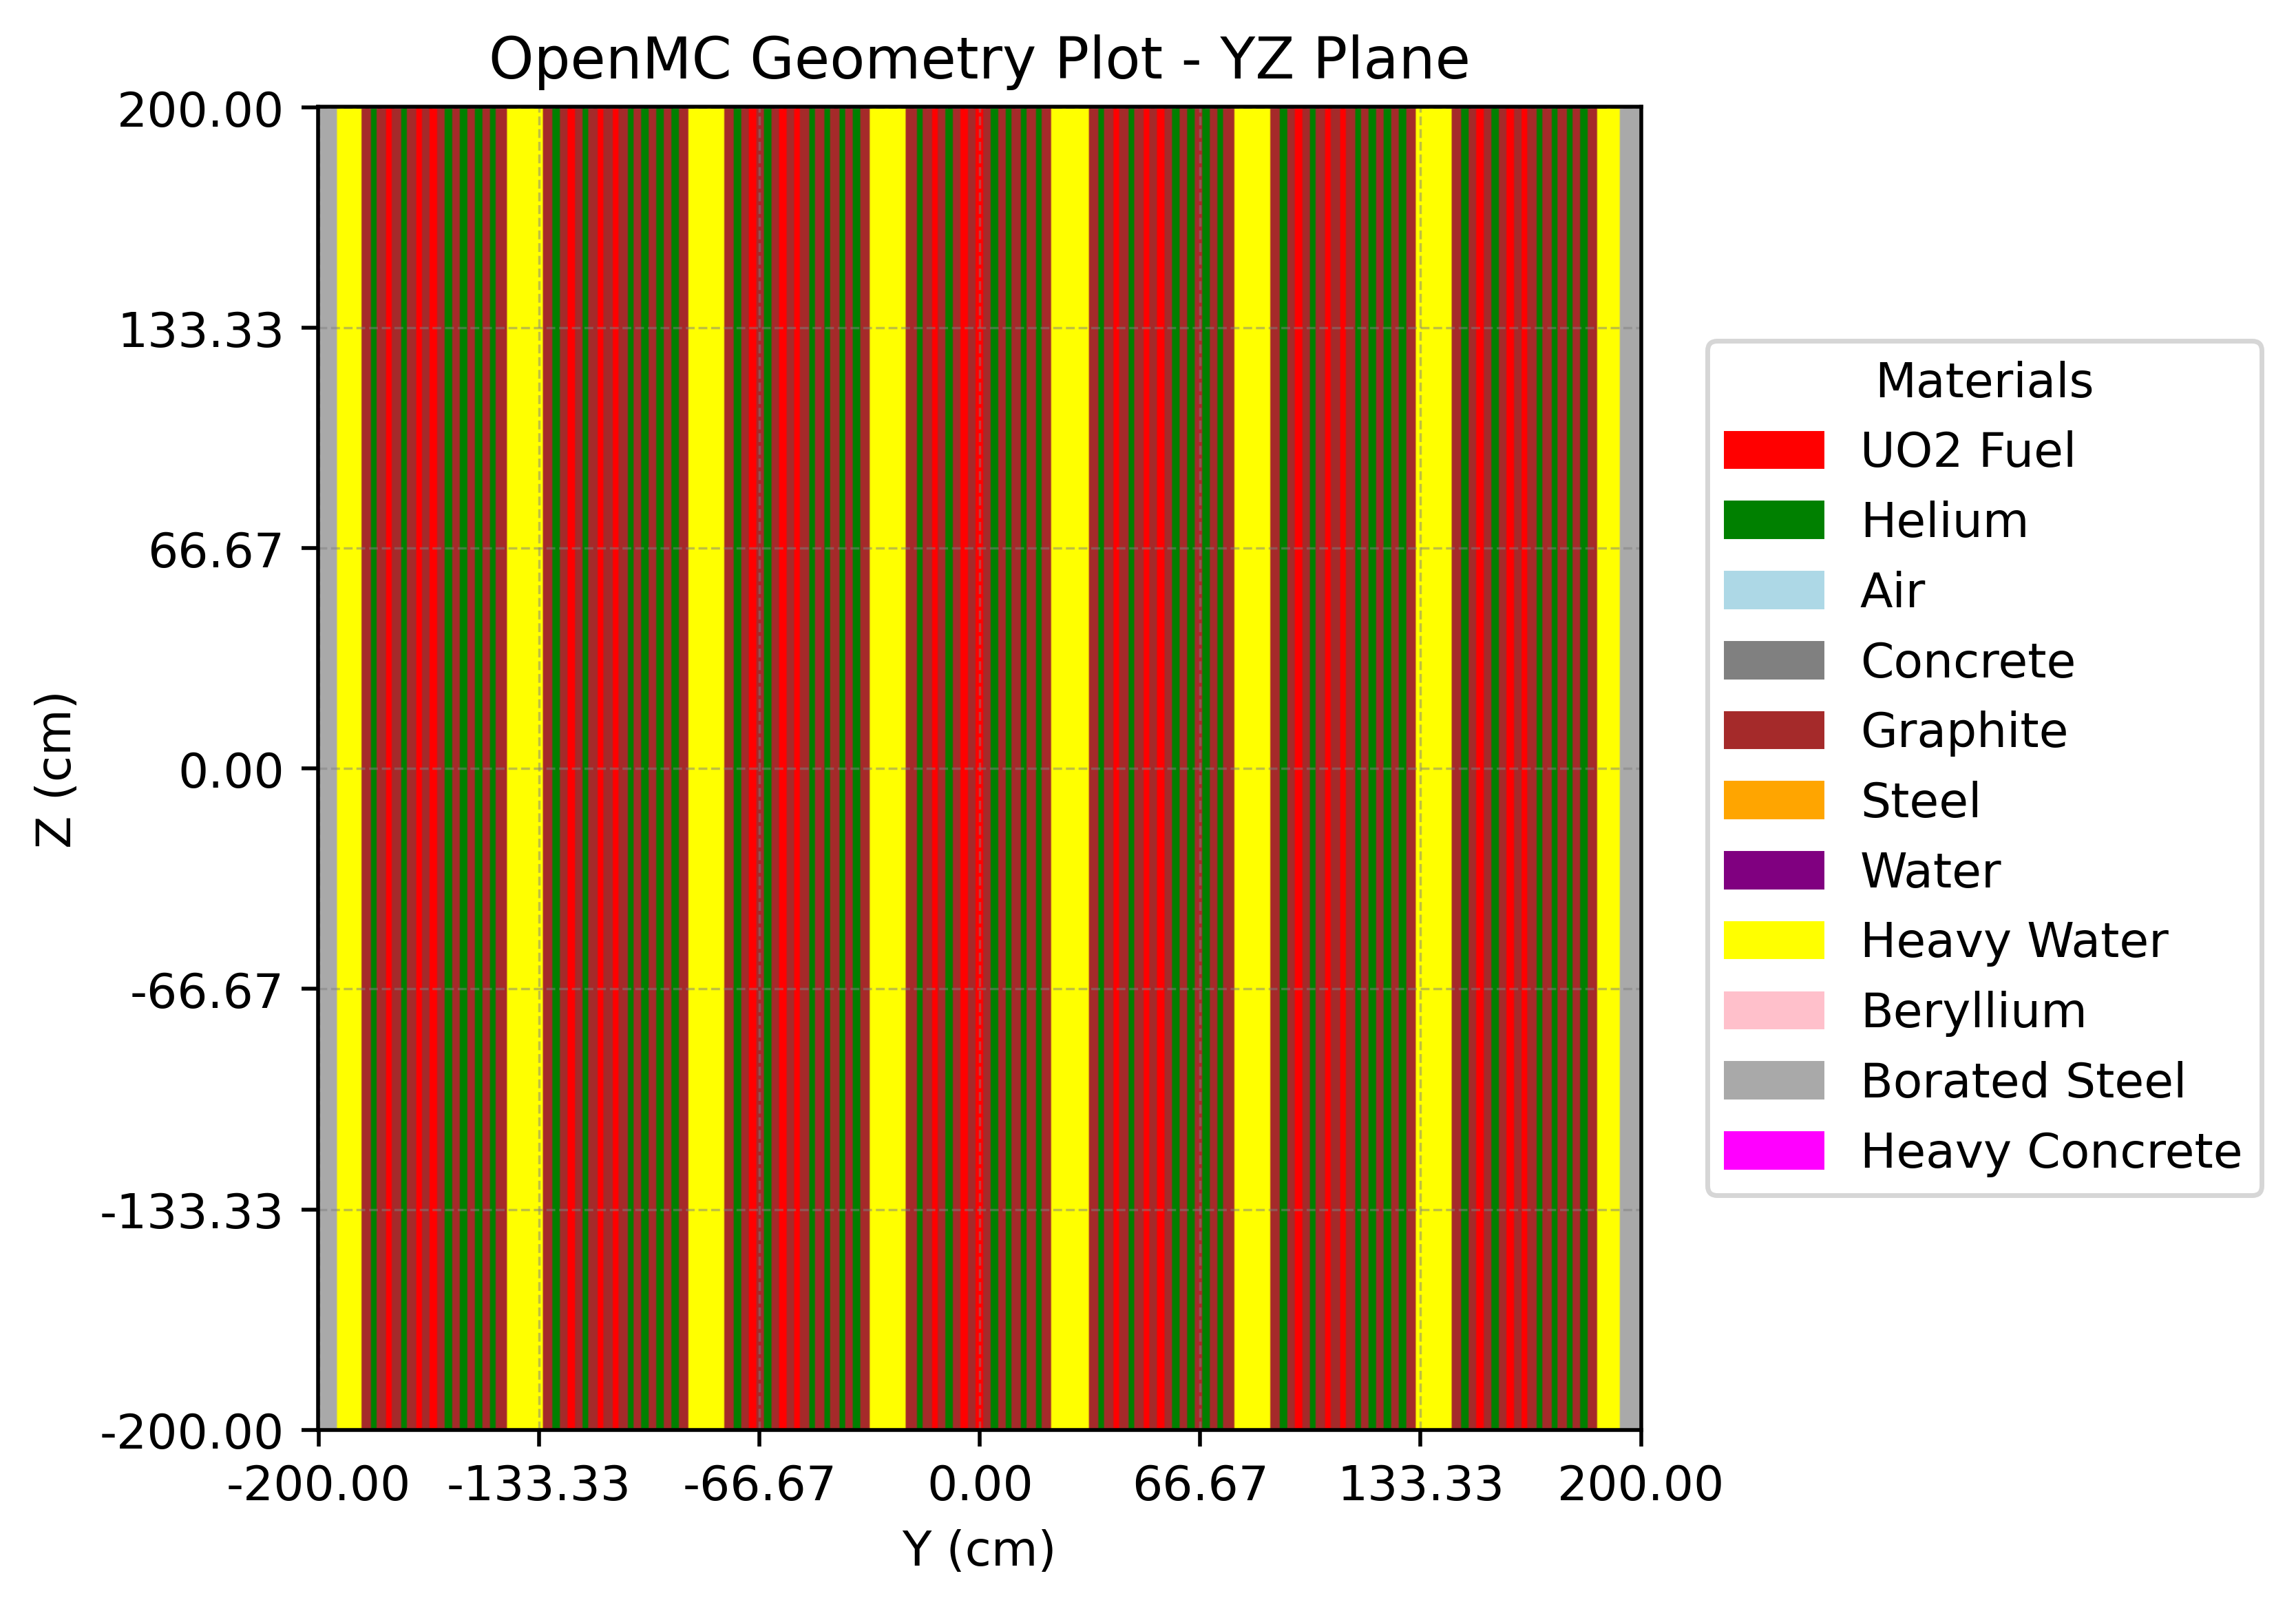 OpenMC Geometry Plot - YZ Plane
200.00
133.33
66.67
0.00
-66.67
-133.33
-200.00
Z (cm)
-200.00 -133.33 -66.67 0.00 66.67 133.33 200.00
Y (cm)
Materials
UO2 Fuel
Helium
Air
Concrete
Graphite
Steel
Water
Heavy Water
Beryllium
Borated Steel
Heavy Concrete